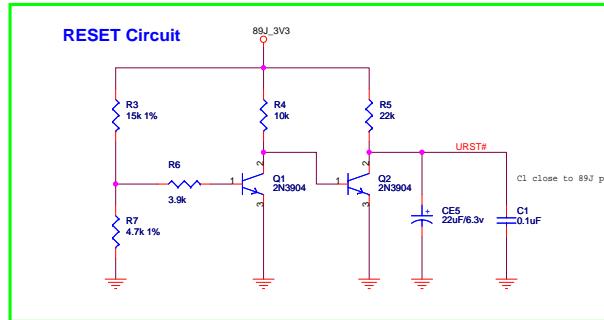 RESET Circuit
89J_3V3
R3
15k 1%
R4
10k
R5
22k
R6
3.9k
1
2
3
Q1
2N3904
1
2
3
Q2
2N3904
URST#
C1 close to 89J p
R7
4.7k 1%
+
CE5
22uF/6.3v
C1
0.1uF